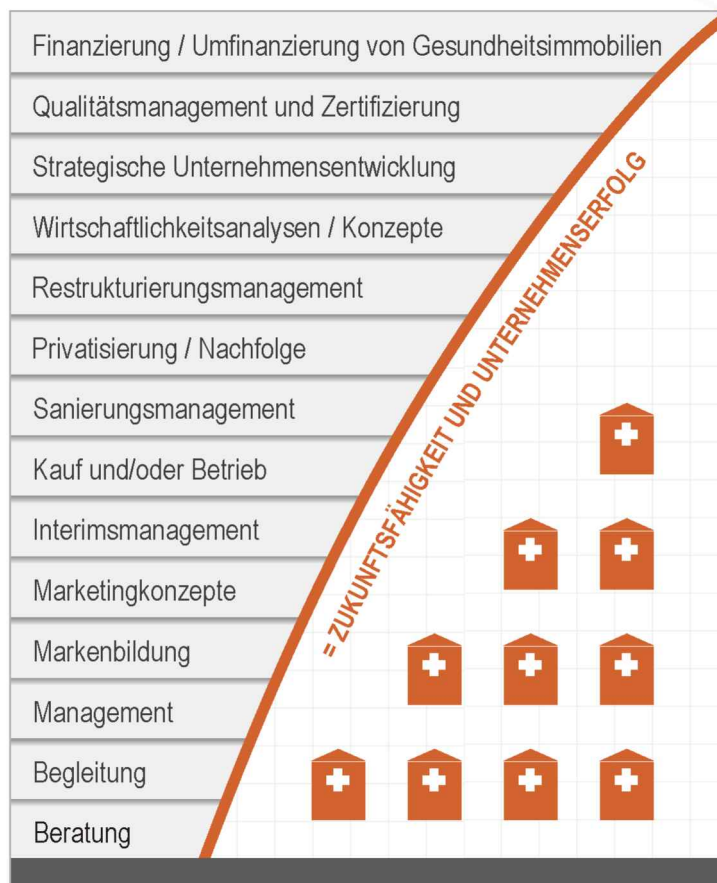 Finanzierung / Umfinanzierung von Gesundheitsimmobilien
Qualitätsmanagement und Zertifizierung
Strategische Unternehmensentwicklung
Wirtschaftlichkeitsanalysen / Konzepte
Restrukturierungsmanagement
Privatisierung / Nachfolge
Sanierungsmanagement
Kauf und/oder Betrieb
Interimsmanagement
Marketingkonzepte
Markenbildung
Management
Begleitung
Beratung
= ZUKUNFTSFÄHIGKEIT UND UNTERNEHMENSERFOLG